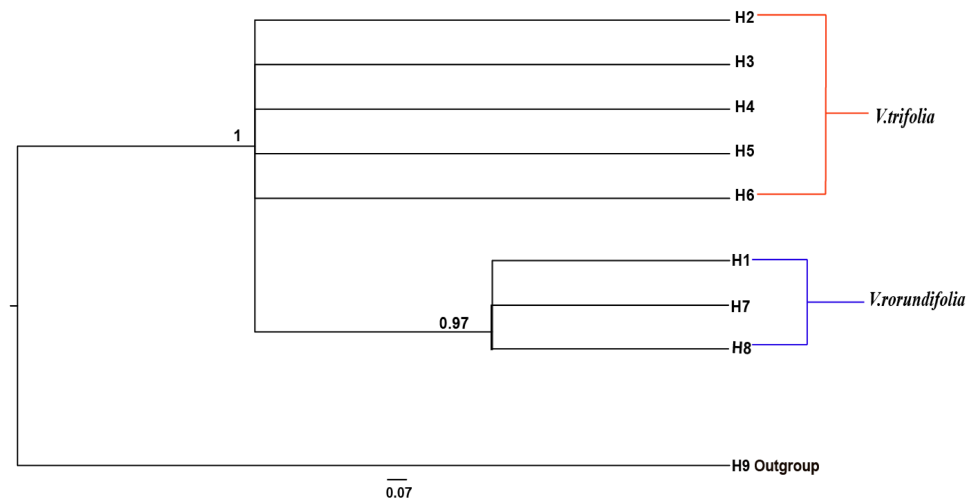 H2
H3
H4
V.trifolia
1
H5
H6
H1
V.rorundifolia
H7
0.97
H8
H9 Outgroup
0.07